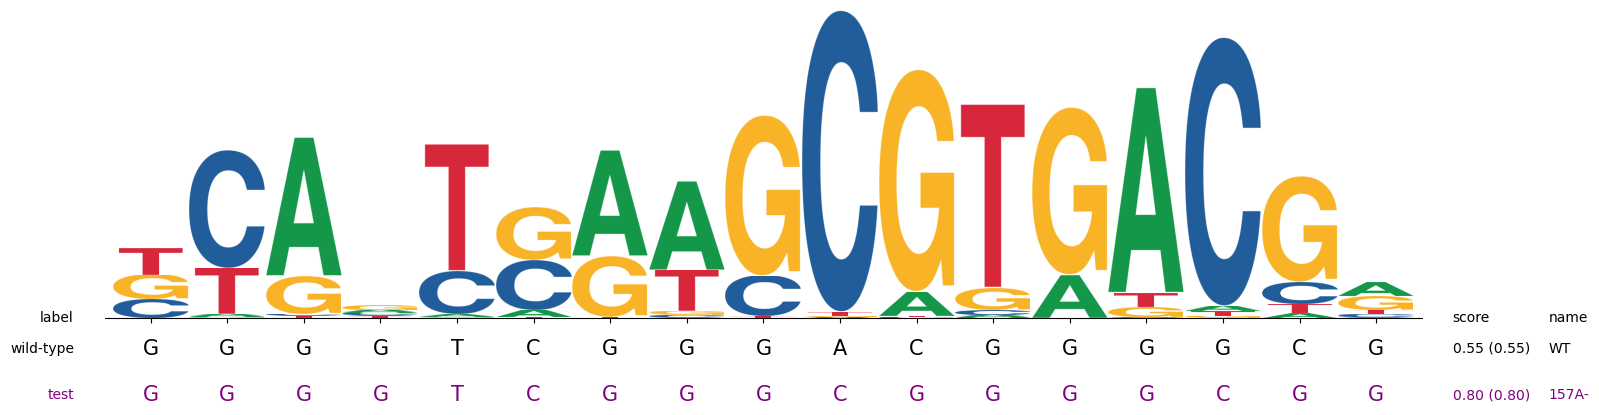 label score name
wild-type G G G G T C G G G A C G G G G C G 0.55 (0.55) WT
test G G G G T C G G G C G G G G C G G 0.80 (0.80) 157A-